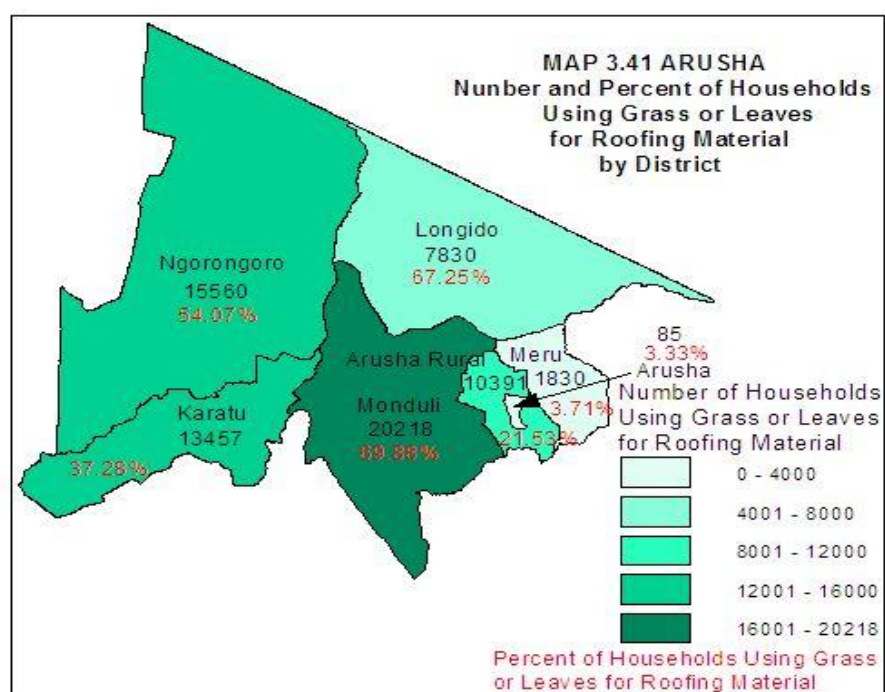 MAP 3.41 ARUSHA
Nunber and Percent of Households
Using Grass or Leaves
for Roofing Material
by District
Longido
7830
67.25%
Ngorongoro
15560
54.07%
85
3.33%
Arusha
Arusha Rural
10391
Meru
1830
3.71%
21.53%
Monduli
20218
69.88%
Karatu
13457
37.28%
Number of Households
Using Grass or Leaves
for Roofing Material
0 - 4000
4001 - 8000
8001 - 12000
12001 - 16000
16001 - 20218
Percent of Households Using Grass
or Leaves for Roofing Material